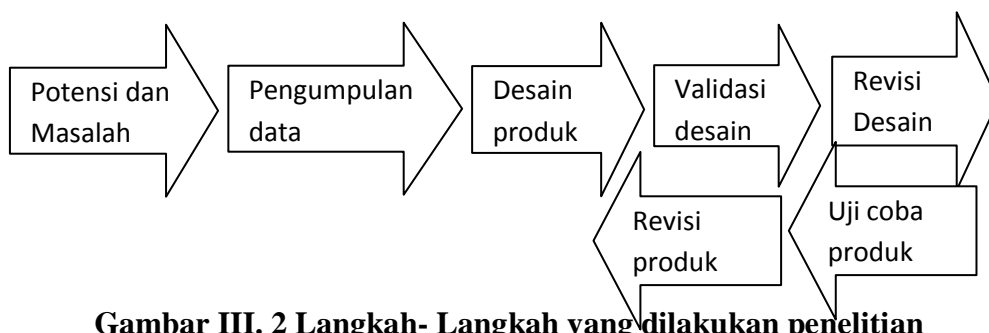 Potensi dan
Masalah
Pengumpulan
data
Desain
produk
Validasi
desain
Revisi
Desain
Uji coba
produk
Revisi
produk
Gambar III. 2 Langkah- Langkah yang dilakukan penelitian